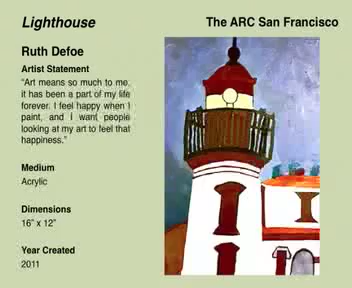 Lighthouse
The ARC San Francisco
Ruth Defoe
Artist Statement
“Art means so much to me,
it has been a part of my life
forever. I feel happy when I
paint, and I want people
looking at my art to feel that
happiness.”
Medium
Acrylic
Dimensions
16” x 12”
Year Created
2011